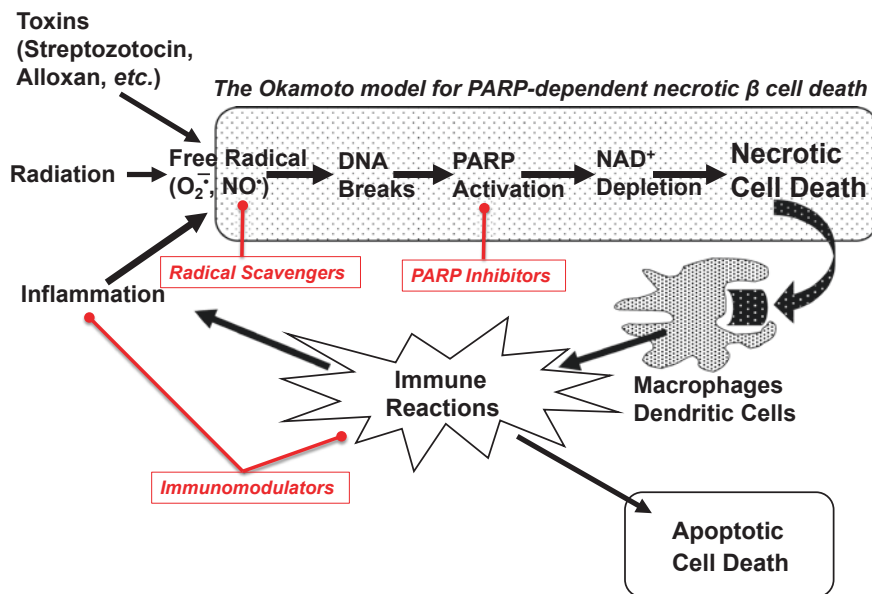 Toxins
(Streptozotocin,
Alloxan, etc.)
The Okamoto model for PARP-dependent necrotic β cell death
Radiation
Free Radical
(O₂⁻•, NO•)
DNA
Breaks
PARP
Activation
NAD⁺
Depletion
Necrotic
Cell Death
Radical Scavengers
PARP Inhibitors
Inflammation
Immune
Reactions
Macrophages
Dendritic Cells
Immunomodulators
Apoptotic
Cell Death